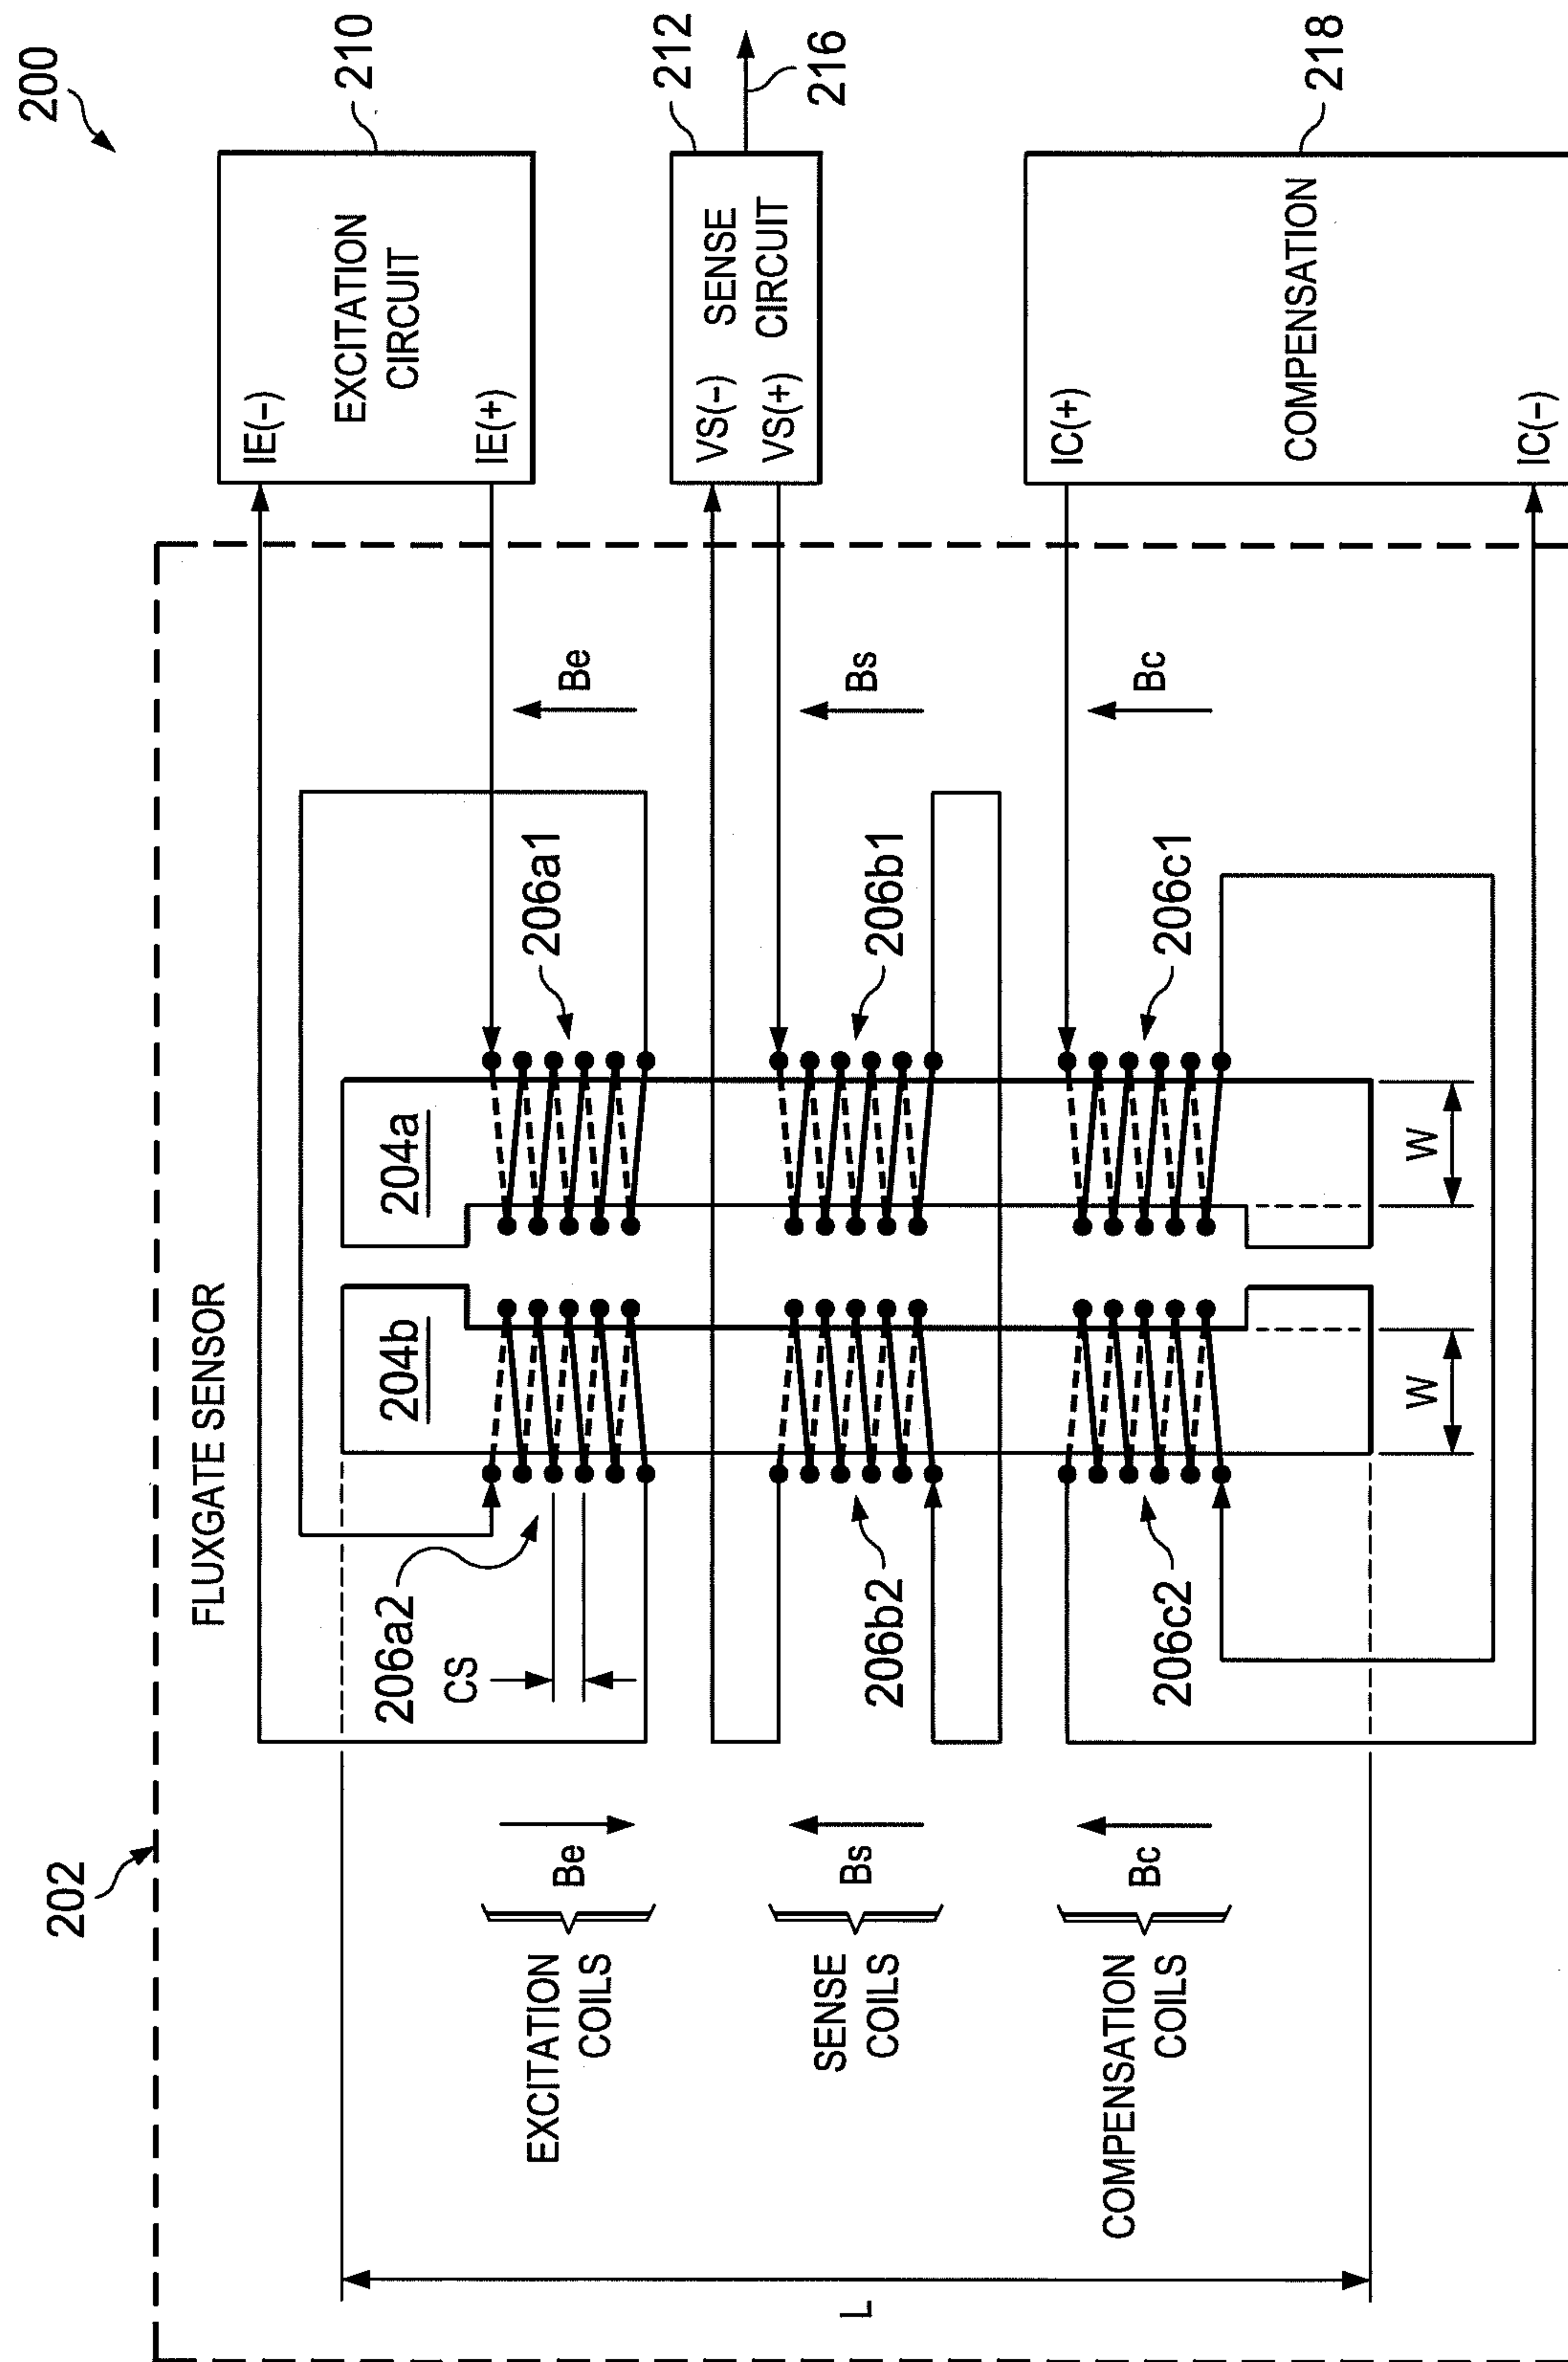 200
202
FLUXGATE SENSOR
210
EXCITATION
CIRCUIT
IE(-)
IE(+)
212
SENSE
CIRCUIT
VS(-)
VS(+)
216
218
COMPENSATION
IC(+)
IC(-)
204a
204b
206a1
206a2
206b1
206b2
206c1
206c2
CS
Be
Bs
Bc
Be
Bs
Bc
EXCITATION
COILS
SENSE
COILS
COMPENSATION
COILS
W
W
L